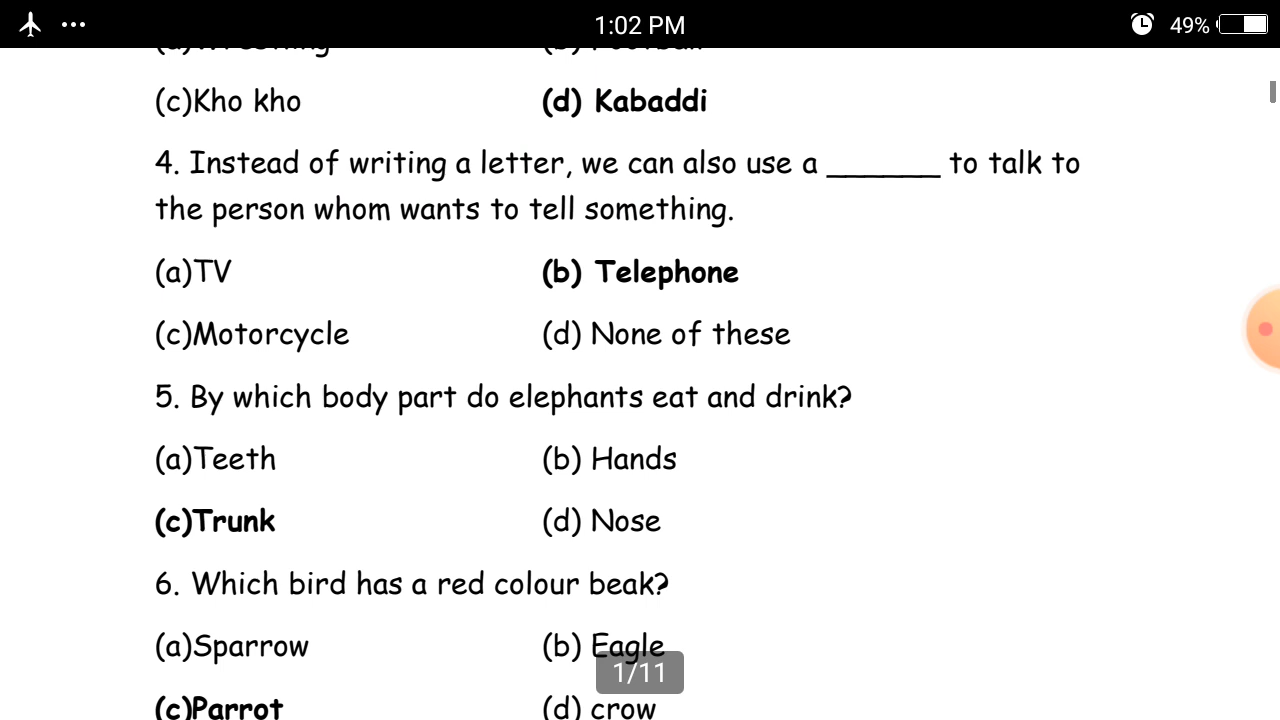 1:02 PM
49%
(c)Kho kho (d) Kabaddi
4. Instead of writing a letter, we can also use a ______ to talk to
the person whom wants to tell something.
(a)TV (b) Telephone
(c)Motorcycle (d) None of these
5. By which body part do elephants eat and drink?
(a)Teeth (b) Hands
(c)Trunk (d) Nose
6. Which bird has a red colour beak?
(a)Sparrow (b) Eagle
1/11
(c)Parrot (d) crow